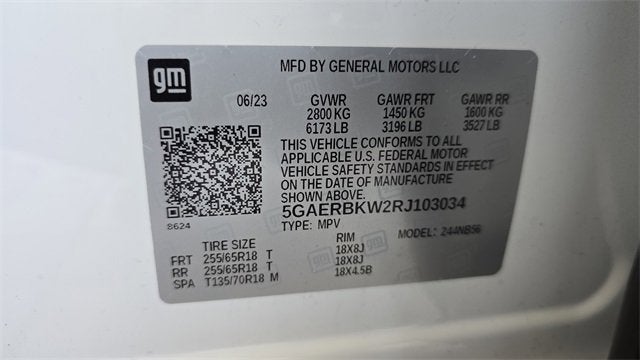 gm
MFD BY GENERAL MOTORS LLC
06/23 GVWR GAWR FRT GAWR RR
2800 KG 1450 KG 1600 KG
6173 LB 3196 LB 3527 LB
THIS VEHICLE CONFORMS TO ALL
APPLICABLE U.S. FEDERAL MOTOR
VEHICLE SAFETY STANDARDS IN EFFECT
ON THE DATE OF MANUFACTURE
SHOWN ABOVE.
5GAERBKW2RJ103034
8624
TYPE: MPV MODEL: 244NB56
TIRE SIZE RIM
FRT 255/65R18 T 18X8J
RR 255/65R18 T 18X8J
SPA T135/70R18 M 18X4.5B